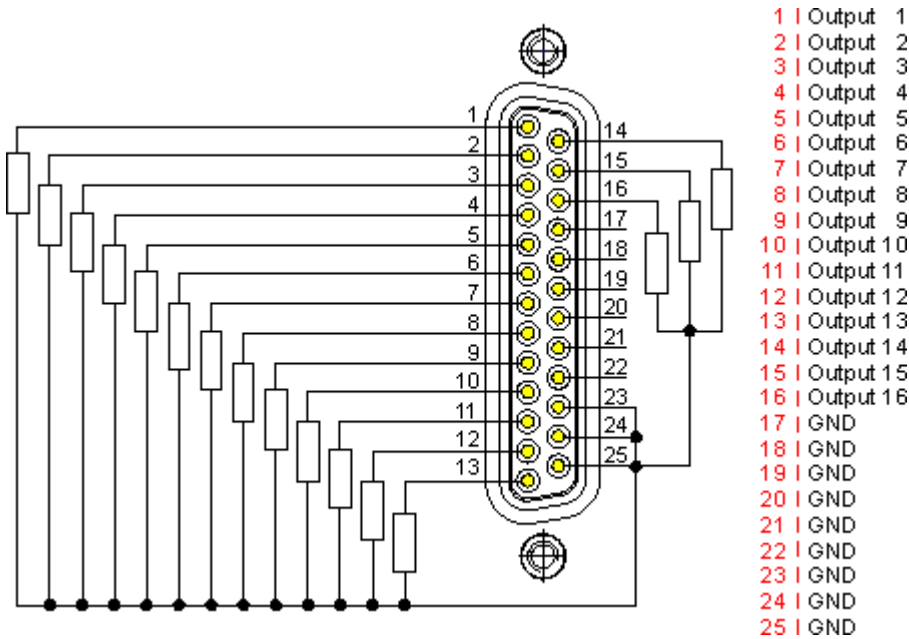 1
2
3
4
5
6
7
8
9
10
11
12
13
14
15
16
17
18
19
20
21
22
23
24
25
1 | Output 1
2 | Output 2
3 | Output 3
4 | Output 4
5 | Output 5
6 | Output 6
7 | Output 7
8 | Output 8
9 | Output 9
10 | Output 10
11 | Output 11
12 | Output 12
13 | Output 13
14 | Output 14
15 | Output 15
16 | Output 16
17 | GND
18 | GND
19 | GND
20 | GND
21 | GND
22 | GND
23 | GND
24 | GND
25 | GND